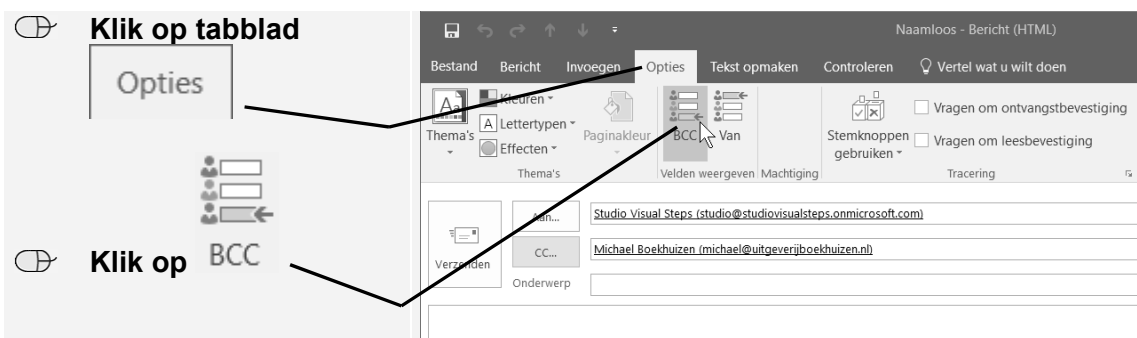 Klik op tabblad
Opties
BCC
Klik op
Naamloos - Bericht (HTML)
Bestand Bericht Invoegen Opties Tekst opmaken Controleren Vertel wat u wilt doen
Aa Kleuren
A Lettertypen
Thema's Effecten
Paginakleur
BCC Van
Stemknoppen gebruiken
Vragen om ontvangstbevestiging
Vragen om leesbevestiging
Thema's Velden weergeven Machtiging Tracering
Verzenden
Aan... Studio Visual Steps (studio@studiovisualsteps.onmicrosoft.com)
CC... Michael Boekhuizen (michael@uitgeverijboekhuizen.nl)
Onderwerp